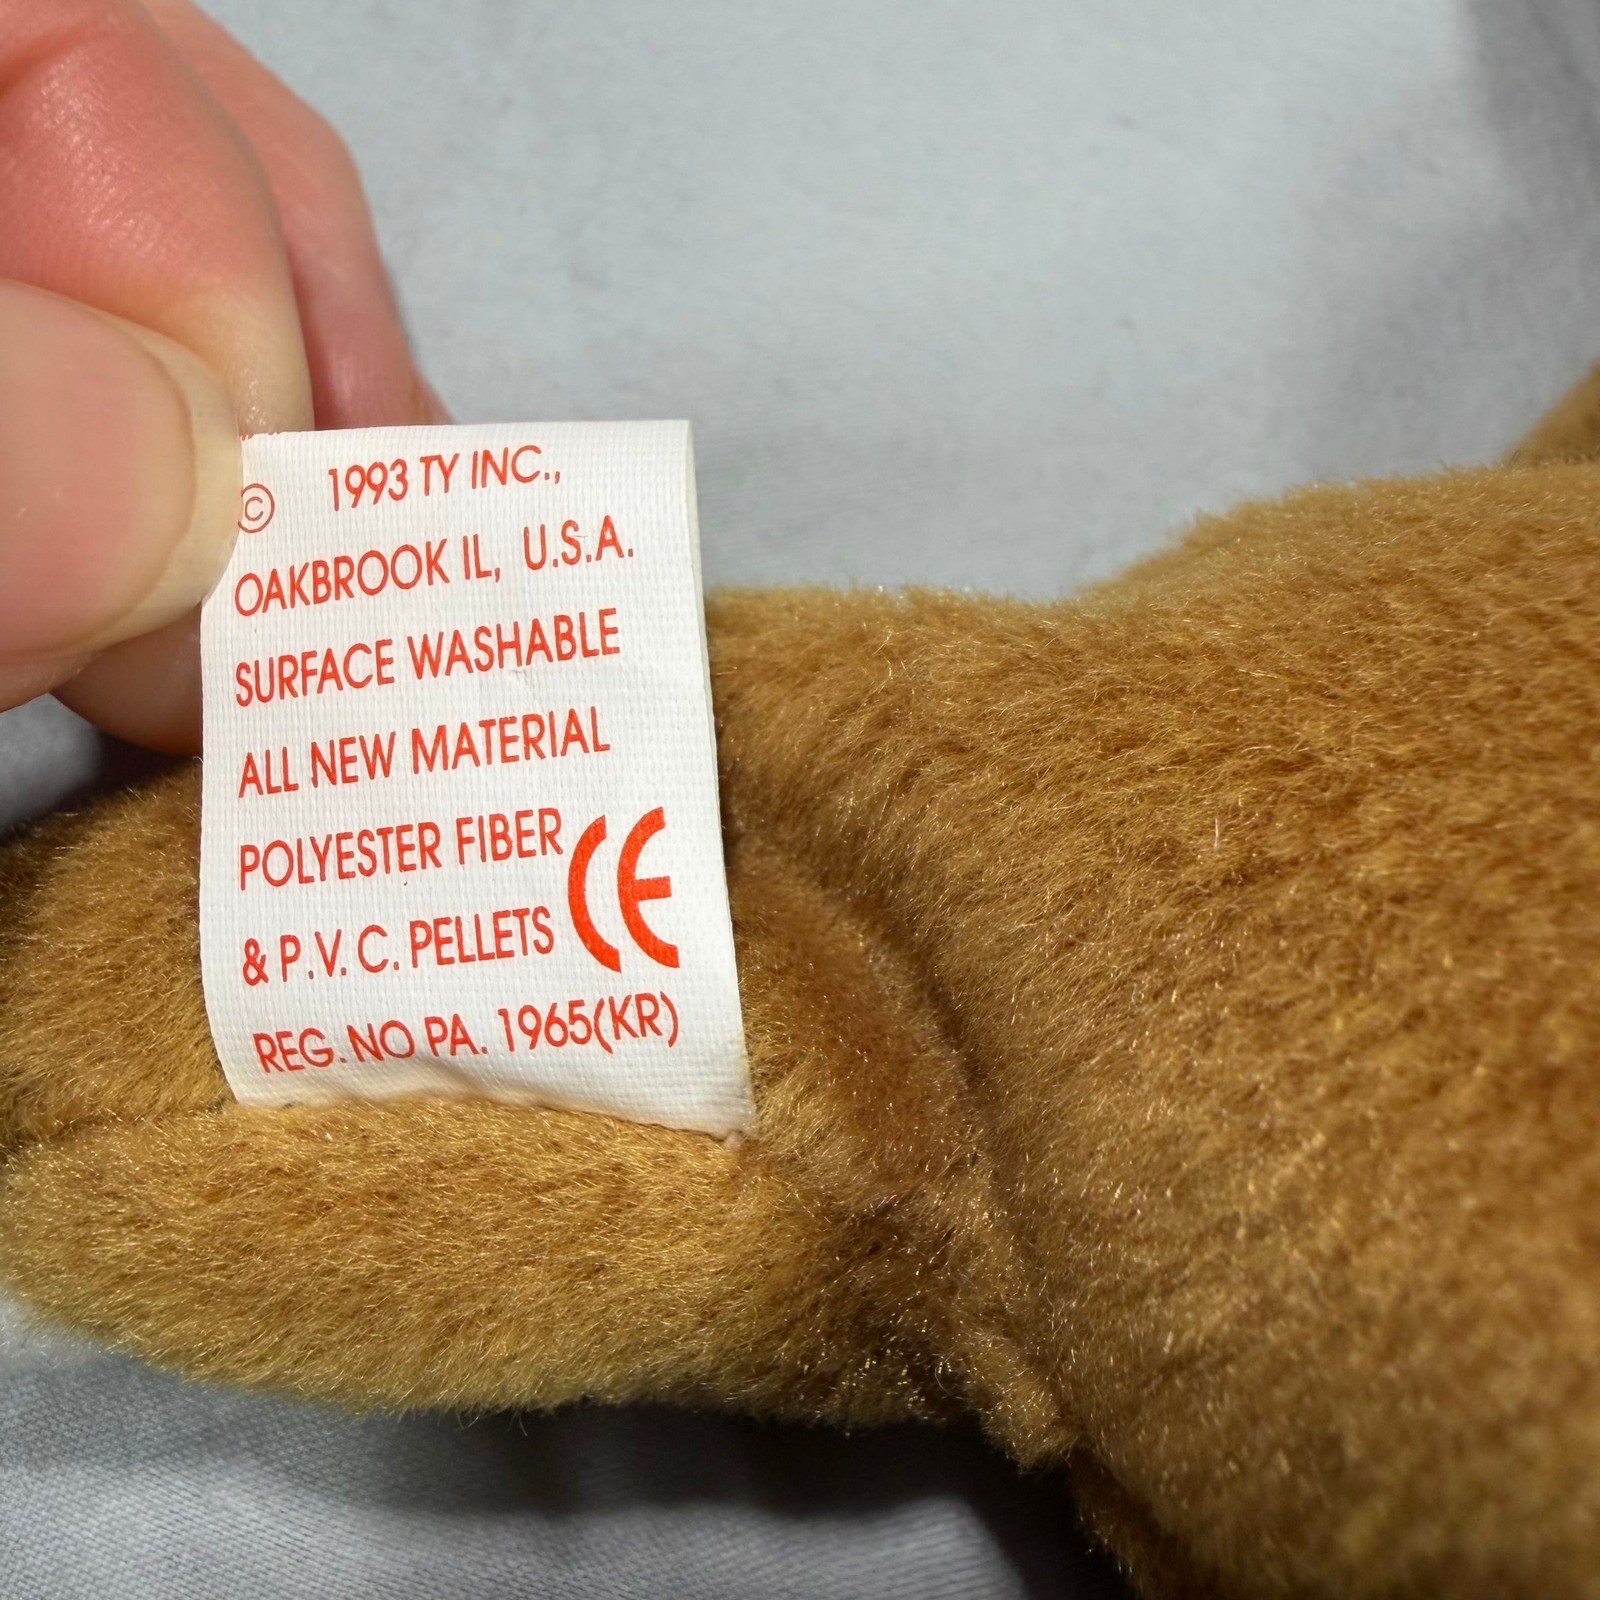 © 1993 TY INC.,
OAKBROOK IL, U.S.A.
SURFACE WASHABLE
ALL NEW MATERIAL
POLYESTER FIBER
& P.V.C. PELLETS CE
REG. NO PA. 1965(KR)